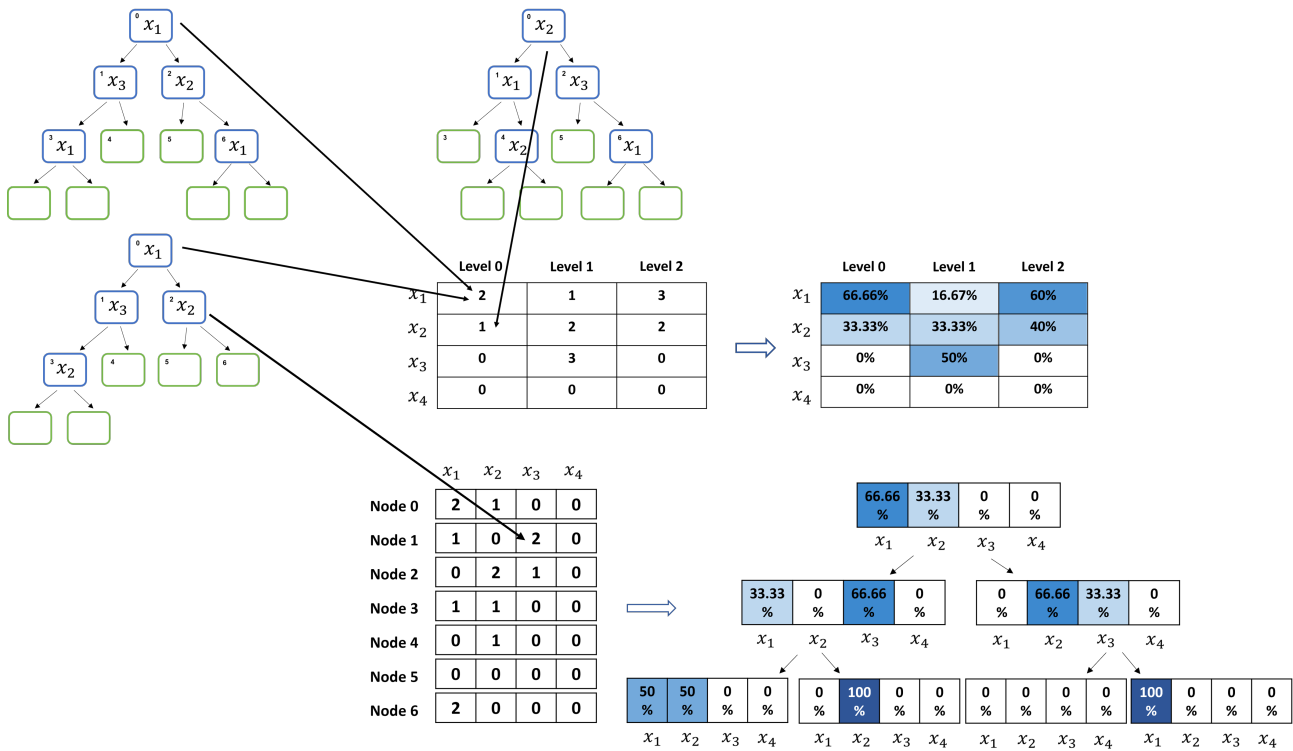 0 x1
1 x3
2 x2
3 x1
4
5
6 x1
0 x2
1 x1
2 x3
3
4 x2
5
6 x1
0 x1
1 x3
2 x2
3 x2
4
5
6
Level 0 Level 1 Level 2
x1 2 1 3
x2 1 2 2
x3 0 3 0
x4 0 0 0
Level 0 Level 1 Level 2
x1 66.66% 16.67% 60%
x2 33.33% 33.33% 40%
x3 0% 50% 0%
x4 0% 0% 0%
x1 x2 x3 x4
Node 0 2 1 0 0
Node 1 1 0 2 0
Node 2 0 2 1 0
Node 3 1 1 0 0
Node 4 0 1 0 0
Node 5 0 0 0 0
Node 6 2 0 0 0
66.66 33.33 0 0
% % % %
x1 x2 x3 x4
33.33 0 66.66 0
% % % %
x1 x2 x3 x4
0 66.66 33.33 0
% % % %
x1 x2 x3 x4
50 50 0 0
% % % %
x1 x2 x3 x4
0 100 0 0
% % % %
x1 x2 x3 x4
0 0 0 0
% % % %
x1 x2 x3 x4
100 0 0 0
% % % %
x1 x2 x3 x4